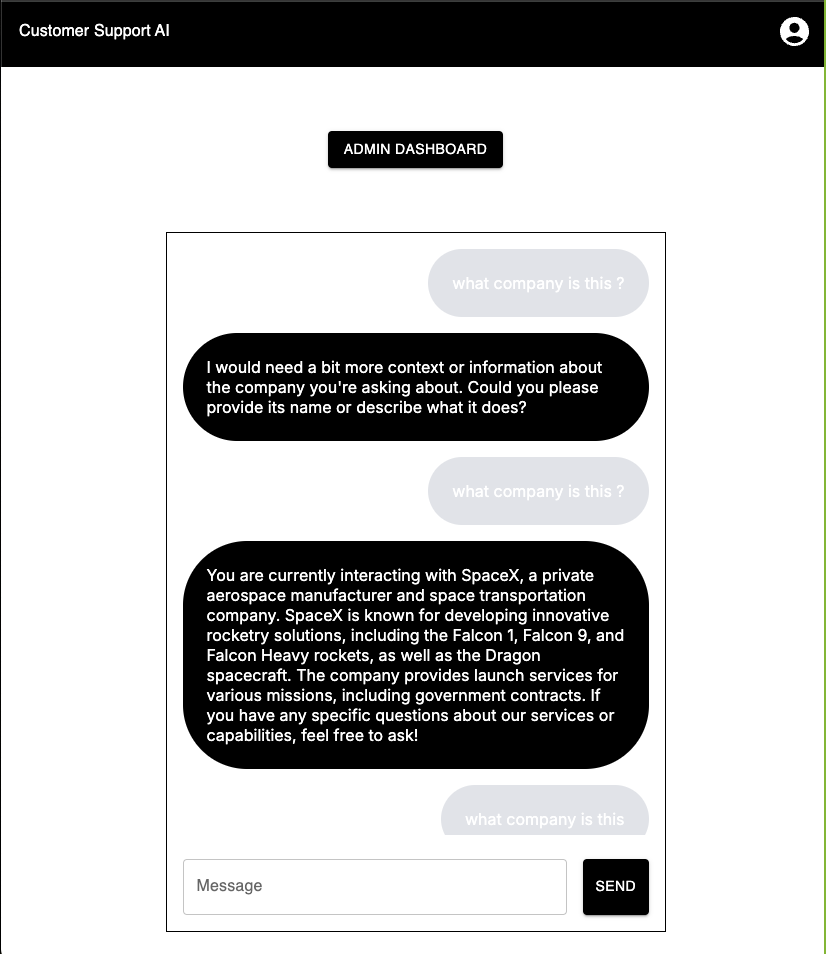 Customer Support AI
ADMIN DASHBOARD
what company is this ?
I would need a bit more context or information about
the company you're asking about. Could you please
provide its name or describe what it does?
what company is this ?
You are currently interacting with SpaceX, a private
aerospace manufacturer and space transportation
company. SpaceX is known for developing innovative
rocketry solutions, including the Falcon 1, Falcon 9, and
Falcon Heavy rockets, as well as the Dragon
spacecraft. The company provides launch services for
various missions, including government contracts. If
you have any specific questions about our services or
capabilities, feel free to ask!
what company is this
Message
SEND